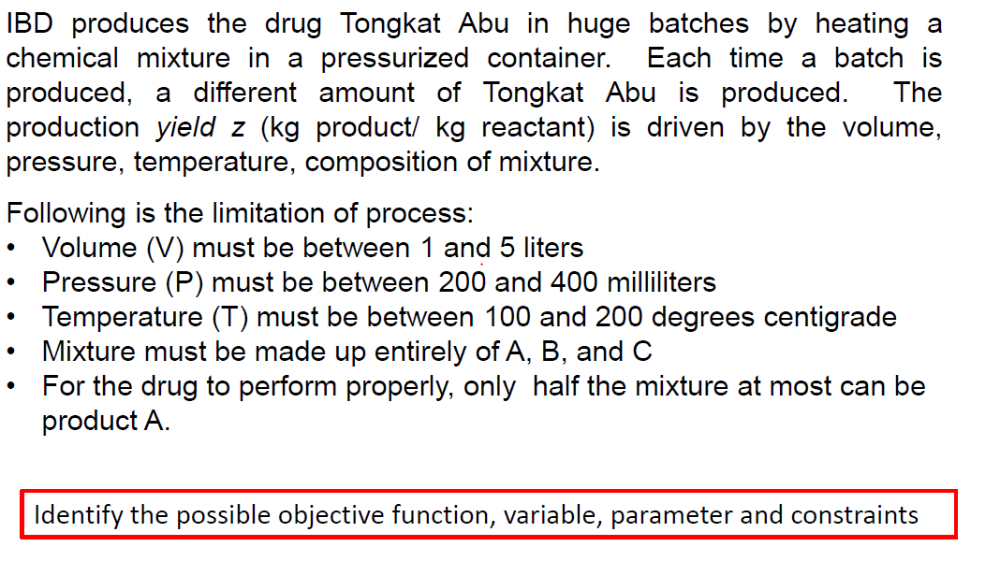 IBD produces the drug Tongkat Abu in huge batches by heating a
chemical mixture in a pressurized container. Each time a batch is
produced, a different amount of Tongkat Abu is produced. The
production yield z (kg product/ kg reactant) is driven by the volume,
pressure, temperature, composition of mixture.
Following is the limitation of process:
• Volume (V) must be between 1 and 5 liters
• Pressure (P) must be between 200 and 400 milliliters
• Temperature (T) must be between 100 and 200 degrees centigrade
• Mixture must be made up entirely of A, B, and C
• For the drug to perform properly, only half the mixture at most can be
product A.
Identify the possible objective function, variable, parameter and constraints